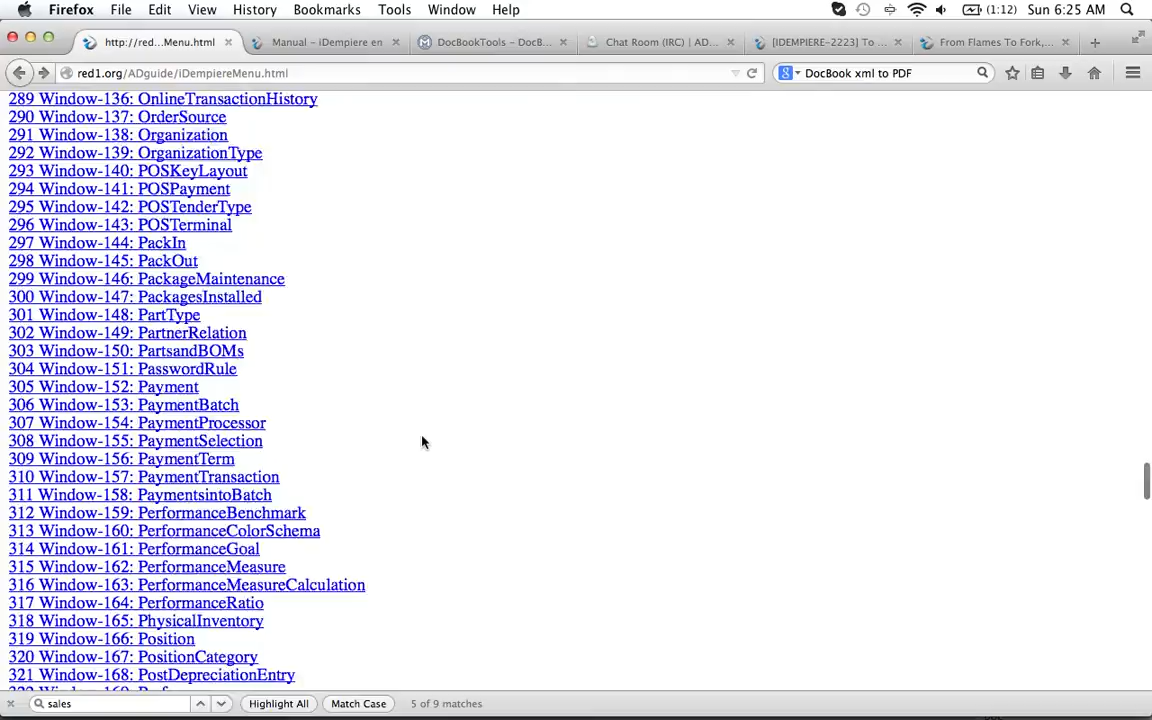 Firefox File Edit View History Bookmarks Tools Window Help (1:12) Sun 6:25 AM
http://red...Menu.html Manual – iDempiere en DocBookTools – DocB... Chat Room (IRC) | AD... [IDEMPIERE-2223] To ... From Flames To Fork,...
red1.org/ADguide/iDempiereMenu.html DocBook xml to PDF
289 Window-136: OnlineTransactionHistory
290 Window-137: OrderSource
291 Window-138: Organization
292 Window-139: OrganizationType
293 Window-140: POSKeyLayout
294 Window-141: POSPayment
295 Window-142: POSTenderType
296 Window-143: POSTerminal
297 Window-144: PackIn
298 Window-145: PackOut
299 Window-146: PackageMaintenance
300 Window-147: PackagesInstalled
301 Window-148: PartType
302 Window-149: PartnerRelation
303 Window-150: PartsandBOMs
304 Window-151: PasswordRule
305 Window-152: Payment
306 Window-153: PaymentBatch
307 Window-154: PaymentProcessor
308 Window-155: PaymentSelection
309 Window-156: PaymentTerm
310 Window-157: PaymentTransaction
311 Window-158: PaymentsintoBatch
312 Window-159: PerformanceBenchmark
313 Window-160: PerformanceColorSchema
314 Window-161: PerformanceGoal
315 Window-162: PerformanceMeasure
316 Window-163: PerformanceMeasureCalculation
317 Window-164: PerformanceRatio
318 Window-165: PhysicalInventory
319 Window-166: Position
320 Window-167: PositionCategory
321 Window-168: PostDepreciationEntry
sales Highlight All Match Case 5 of 9 matches